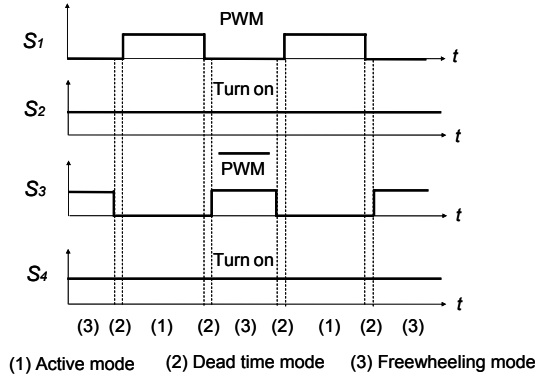 PWM
S1
t
Turn on
S2
t
PWM
S3
t
Turn on
S4
t
(3) (2) (1) (2) (3) (2) (1) (2) (3)
(1) Active mode (2) Dead time mode (3) Freewheeling mode